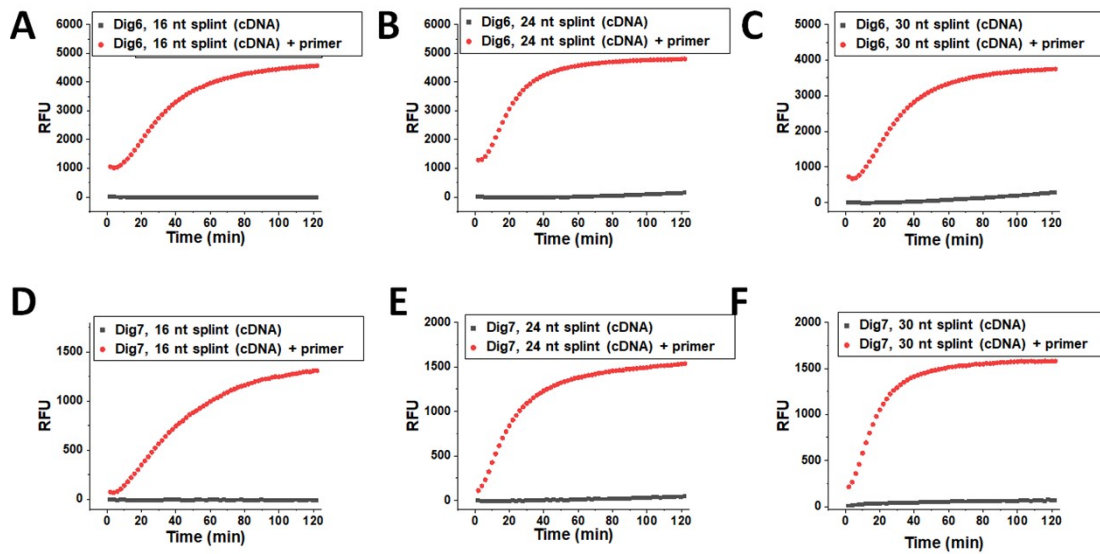 A
Dig6, 16 nt splint (cDNA)
Dig6, 16 nt splint (cDNA) + primer
6000
5000
4000
3000
2000
1000
0
RFU
0 20 40 60 80 100 120
Time (min)
B
Dig6, 24 nt splint (cDNA)
Dig6, 24 nt splint (cDNA) + primer
6000
5000
4000
3000
2000
1000
0
RFU
0 20 40 60 80 100 120
Time (min)
C
Dig6, 30 nt splint (cDNA)
Dig6, 30 nt splint (cDNA) + primer
5000
4000
3000
2000
1000
0
RFU
0 20 40 60 80 100 120
Time (min)
D
Dig7, 16 nt splint (cDNA)
Dig7, 16 nt splint (cDNA) + primer
1500
1000
500
0
RFU
0 20 40 60 80 100 120
Time (min)
E
Dig7, 24 nt splint (cDNA)
Dig7, 24 nt splint (cDNA) + primer
2000
1500
1000
500
0
RFU
0 20 40 60 80 100 120
Time (min)
F
Dig7, 30 nt splint (cDNA)
Dig7, 30 nt splint (cDNA) + primer
2000
1500
1000
500
0
RFU
0 20 40 60 80 100 120
Time (min)